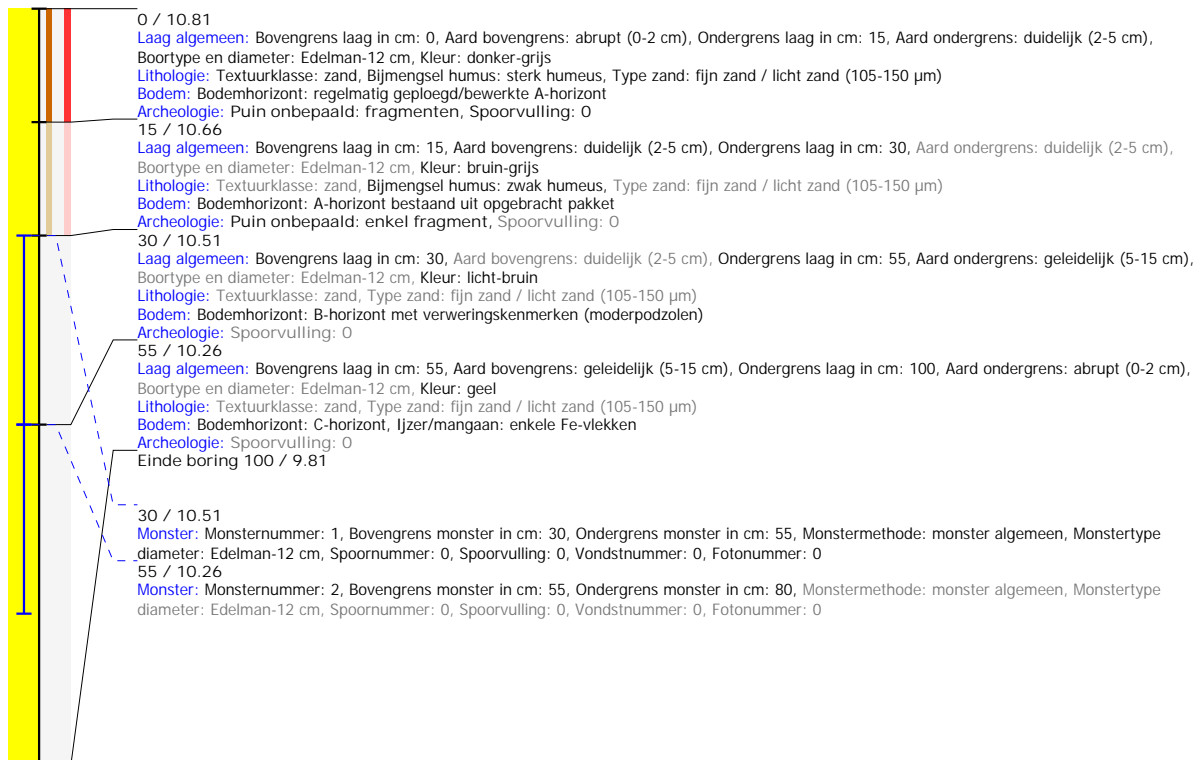 0 / 10.81
Laag algemeen: Bovengrens laag in cm: 0, Aard bovengrens: abrupt (0-2 cm), Ondergrens laag in cm: 15, Aard ondergrens: duidelijk (2-5 cm),
Boortype en diameter: Edelman-12 cm, Kleur: donker-grijs
Lithologie: Textuurklasse: zand, Bijmengsel humus: sterk humeus, Type zand: fijn zand / licht zand (105-150 µm)
Bodem: Bodemhorizont: regelmatig geploegd/bewerkte A-horizont
Archeologie: Puin onbepaald: fragmenten, Spoorvulling: 0
15 / 10.66
Laag algemeen: Bovengrens laag in cm: 15, Aard bovengrens: duidelijk (2-5 cm), Ondergrens laag in cm: 30, Aard ondergrens: duidelijk (2-5 cm),
Boortype en diameter: Edelman-12 cm, Kleur: bruin-grijs
Lithologie: Textuurklasse: zand, Bijmengsel humus: zwak humeus, Type zand: fijn zand / licht zand (105-150 µm)
Bodem: Bodemhorizont: A-horizont bestaand uit opgebracht pakket
Archeologie: Puin onbepaald: enkel fragment, Spoorvulling: 0
30 / 10.51
Laag algemeen: Bovengrens laag in cm: 30, Aard bovengrens: duidelijk (2-5 cm), Ondergrens laag in cm: 55, Aard ondergrens: geleidelijk (5-15 cm),
Boortype en diameter: Edelman-12 cm, Kleur: licht-bruin
Lithologie: Textuurklasse: zand, Type zand: fijn zand / licht zand (105-150 µm)
Bodem: Bodemhorizont: B-horizont met verweringskenmerken (moderpodzolen)
Archeologie: Spoorvulling: 0
55 / 10.26
Laag algemeen: Bovengrens laag in cm: 55, Aard bovengrens: geleidelijk (5-15 cm), Ondergrens laag in cm: 100, Aard ondergrens: abrupt (0-2 cm),
Boortype en diameter: Edelman-12 cm, Kleur: geel
Lithologie: Textuurklasse: zand, Type zand: fijn zand / licht zand (105-150 µm)
Bodem: Bodemhorizont: C-horizont, Ijzer/mangaan: enkele Fe-vlekken
Archeologie: Spoorvulling: 0
Einde boring 100 / 9.81
30 / 10.51
Monster: Monsternummer: 1, Bovengrens monster in cm: 30, Ondergrens monster in cm: 55, Monstermethode: monster algemeen, Monstertype
diameter: Edelman-12 cm, Spoornummer: 0, Spoorvulling: 0, Vondstnummer: 0, Fotonummer: 0
55 / 10.26
Monster: Monsternummer: 2, Bovengrens monster in cm: 55, Ondergrens monster in cm: 80, Monstermethode: monster algemeen, Monstertype
diameter: Edelman-12 cm, Spoornummer: 0, Spoorvulling: 0, Vondstnummer: 0, Fotonummer: 0